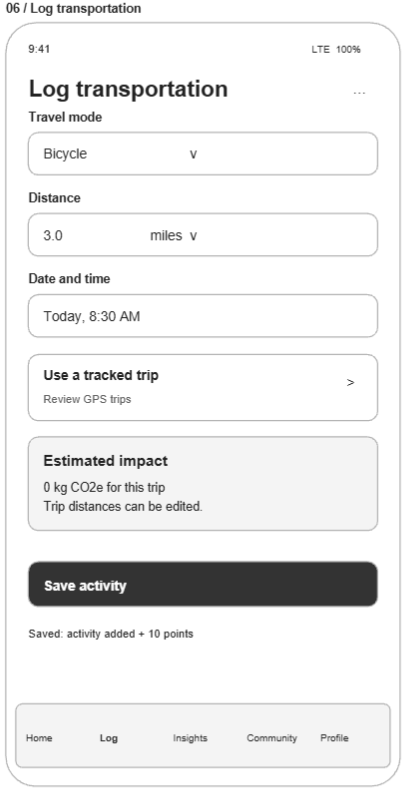 06 / Log transportation
9:41 LTE 100%
Log transportation ...
Travel mode
Bicycle v
Distance
3.0 miles v
Date and time
Today, 8:30 AM
Use a tracked trip >
Review GPS trips
Estimated impact
0 kg CO2e for this trip
Trip distances can be edited.
Save activity
Saved: activity added + 10 points
Home Log Insights Community Profile